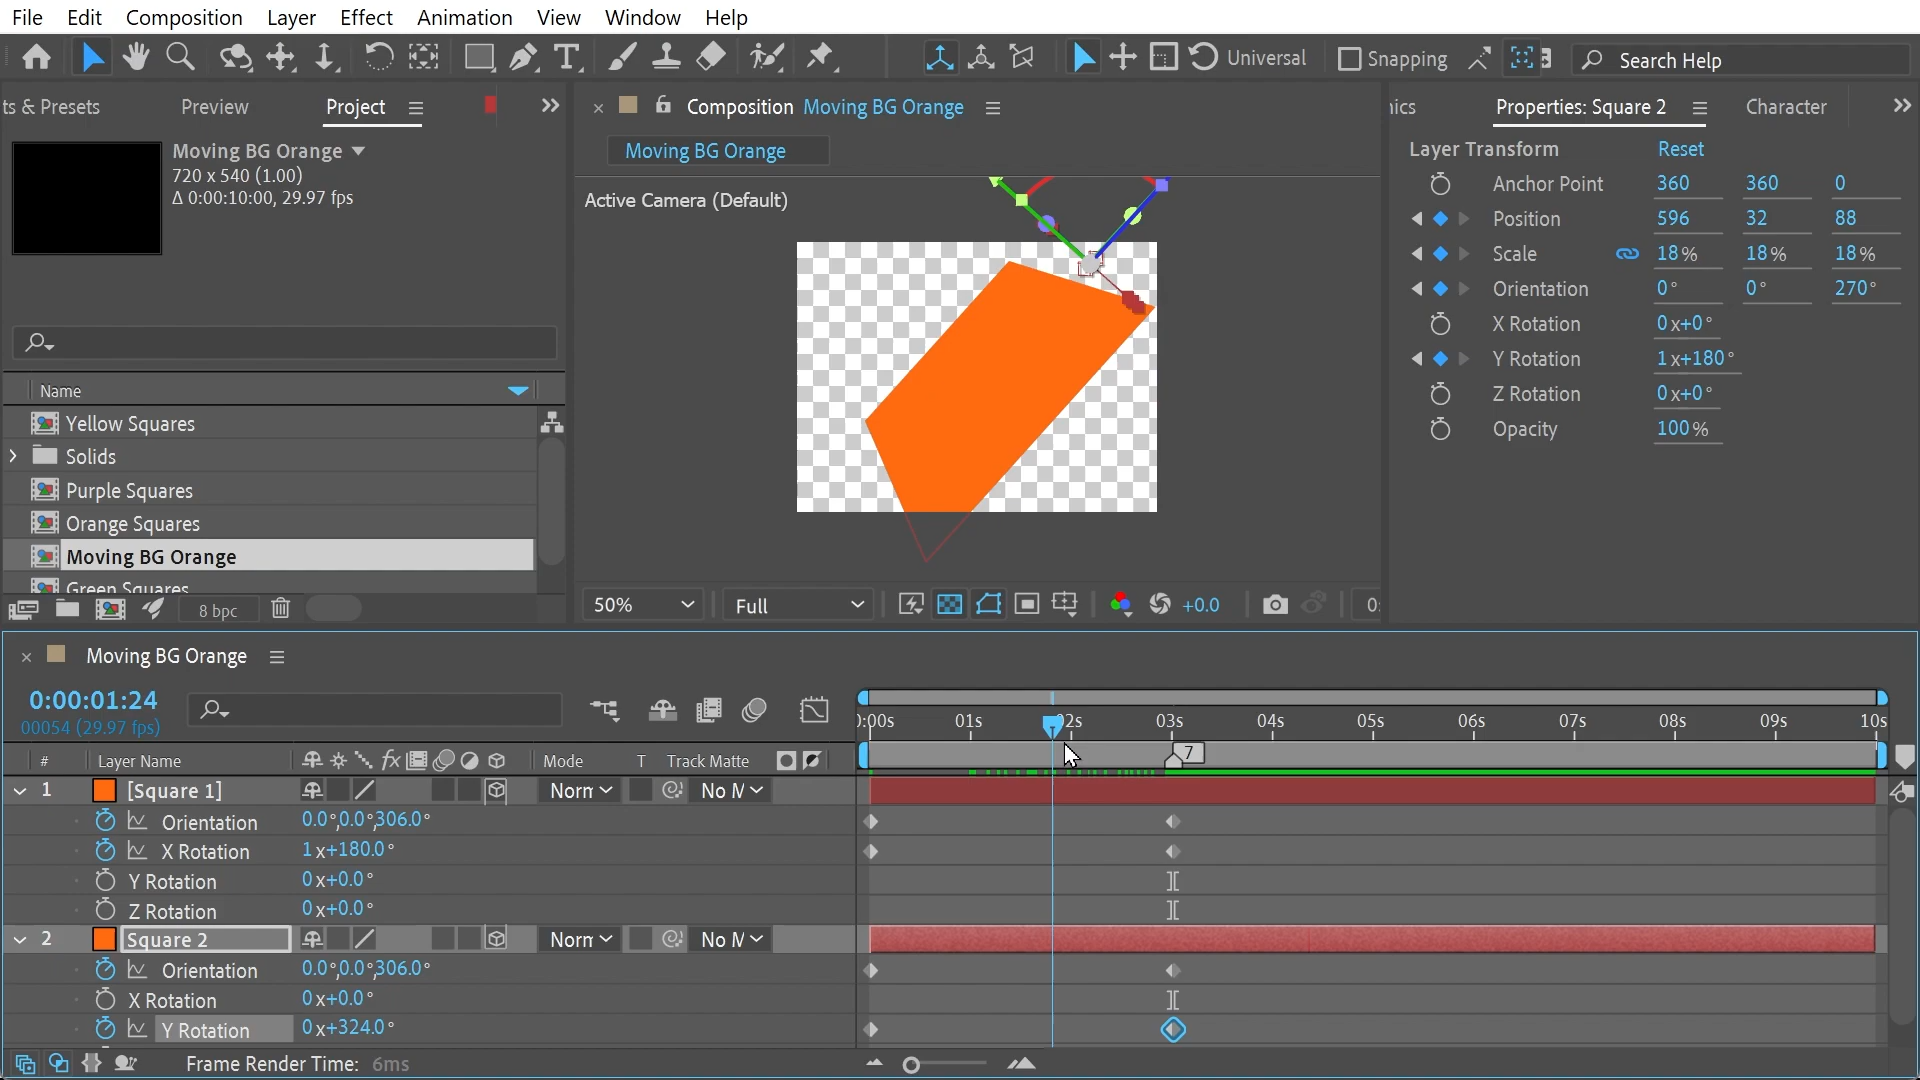 File Edit Composition Layer Effect Animation View Window Help
Universal Snapping Search Help
ts & Presets Preview Project
Composition Moving BG Orange
Properties: Square 2 Character
Moving BG Orange
720 x 540 (1.00)
Δ 0:00:10:00, 29.97 fps
Moving BG Orange
Active Camera (Default)
Layer Transform Reset
Anchor Point 360 360 0
Position 596 32 88
Scale 18% 18% 18%
Orientation 0° 0° 270°
X Rotation 0x+0°
Y Rotation 1x+180°
Z Rotation 0x+0°
Opacity 100%
Name
Yellow Squares
Solids
Purple Squares
Orange Squares
Moving BG Orange
Green Squares
8 bpc
50% Full +0.0 0:
Moving BG Orange
0:00:01:24
00054 (29.97 fps)
):00s 01s 02s 03s 04s 05s 06s 07s 08s 09s 10s
7
# Layer Name fx Mode T Track Matte
1 [Square 1] Norm No M
Orientation 0.0°,0.0°,306.0°
X Rotation 1x+180.0°
Y Rotation 0x+0.0°
Z Rotation 0x+0.0°
2 Square 2 Norm No M
Orientation 0.0°,0.0°,306.0°
X Rotation 0x+0.0°
Y Rotation 0x+324.0°
Frame Render Time: 6ms